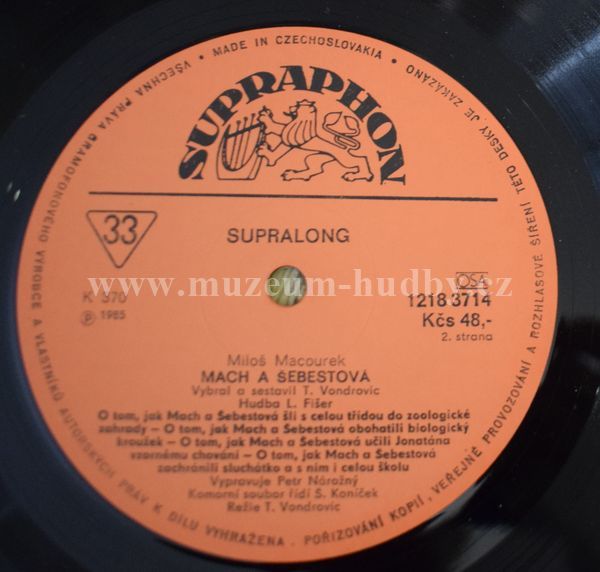 VŠECHNA PRÁVA GRAMOFONOVÉHO VÝROBCE A VLASTNÍKŮ AUTORSKÝCH PRÁV K DÍLU VYHRAŽENA . POŘIZOVÁNÍ KOPIÍ , VEŘEJNÉ PROVOZOVÁNÍ A ROZHLASOVÉ ŠÍŘENÍ TÉTO DESKY JE ZAKÁZÁNO
• MADE IN CZECHOSLOVAKIA •
SUPRAPHON
33
SUPRALONG
www.muzeum-hudby.cz
K 370
℗ 1985
OSA
1218 3714
Kčs 48,-
2. strana
Miloš Macourek
MACH A ŠEBESTOVÁ
Vybral a sestavil T. Vondrovic
Hudba L. Fišer
O tom, jak Mach a Šebestová šli s celou třídou do zoologické
zahrady – O tom, jak Mach a Šebestová obohatili biologický
kroužek – O tom, jak Mach a Šebestová učili Jonatána
vzornému chování – O tom, jak Mach a Šebestová
zachránili sluchátko a s ním i celou školu
Vypravuje Petr Nárožný
Komorní soubor řídí Š. Koníček
Režie T. Vondrovic